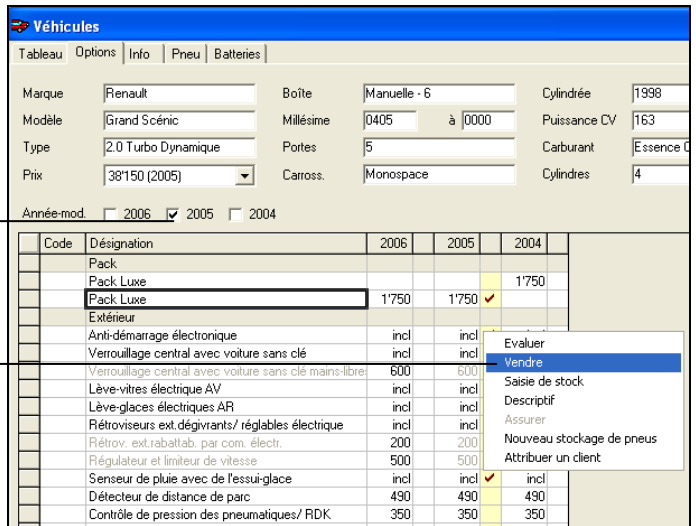 Véhicules
Tableau Options Info Pneu Batteries
Marque Renault Boîte Manuelle - 6 Cylindrée 1998
Modèle Grand Scénic Millésime 0405 à 0000 Puissance CV 163
Type 2.0 Turbo Dynamique Portes 5 Carburant Essence
Prix 38'150 (2005) Carross. Monospace Cylindres 4
Année-mod. 2006 2005 2004
Code Désignation 2006 2005 2004
Pack
Pack Luxe 1'750
Pack Luxe 1'750 1'750
Extérieur
Anti-démarrage électronique incl incl
Verrouillage central avec voiture sans clé incl incl
Verrouillage central avec voiture sans clé mains-libre 600 600
Lève-vitres électrique AV incl incl
Lève-glaces électriques AR incl incl
Rétroviseurs ext.dégivrants/ réglables électrique incl incl
Rétrov. ext.rabattab. par com. électr. 200 200
Régulateur et limiteur de vitesse 500 500
Senseur de pluie avec de l'essui-glace incl incl incl
Détecteur de distance de parc 490 490 490
Contrôle de pression des pneumatiques/ RDK 350 350 350
Evaluer
Vendre
Saisie de stock
Descriptif
Assurer
Nouveau stockage de pneus
Attribuer un client